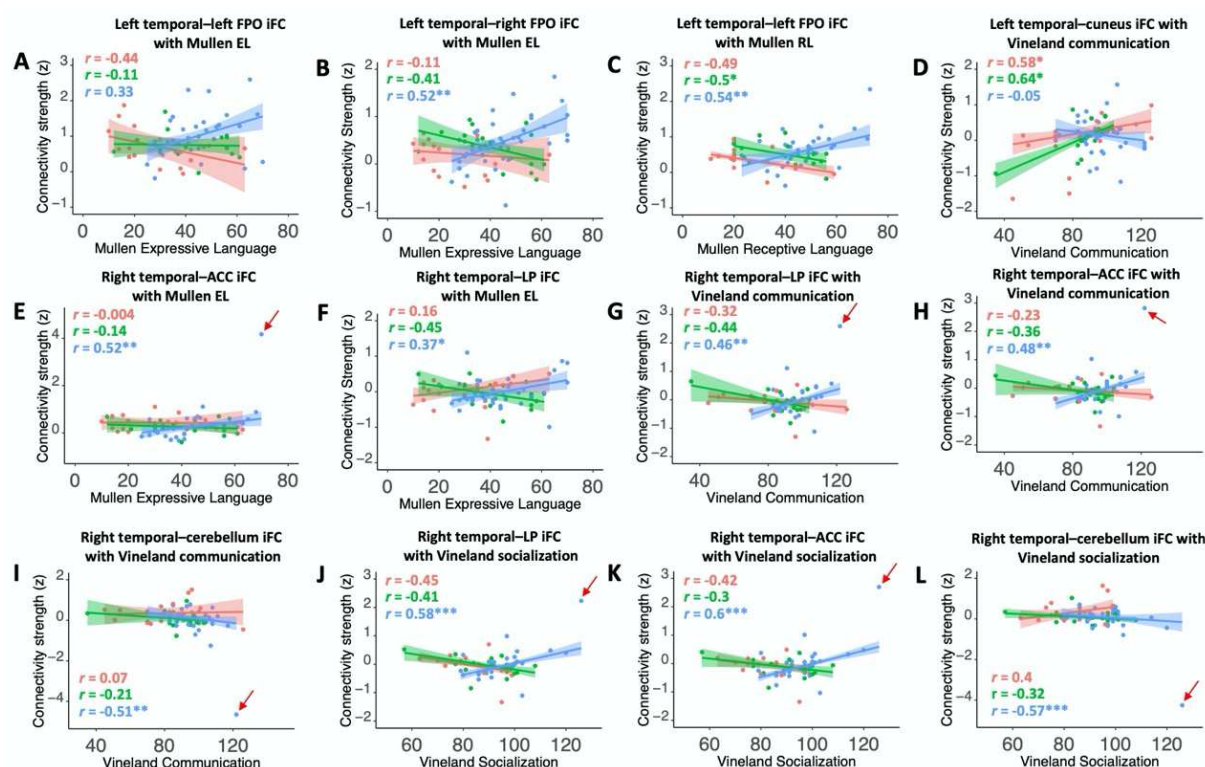 Left temporal–left FPO iFC
with Mullen EL
A
r = -0.44
r = -0.11
r = 0.33
3
2
1
0
−1
Connectivity strength (z)
0 20 40 60 80
Mullen Expressive Language
Left temporal–right FPO iFC
with Mullen EL
B
r = -0.11
r = -0.41
r = 0.52**
2
1
0
-1
Connectivity Strength (z)
0 20 40 60 80
Mullen Expressive Language
Left temporal–left FPO iFC
with Mullen RL
C
r = -0.49
r = -0.5*
r = 0.54**
3
2
1
0
−1
Connectivity strength (z)
0 20 40 60 80
Mullen Receptive Language
Left temporal–cuneus iFC with
Vineland communication
D
r = 0.58*
r = 0.64*
r = -0.05
2
1
0
−1
−2
Connectivity Strength (z)
40 60 80 100 126
Vineland Communication
Right temporal–ACC iFC
with Mullen EL
E
r = -0.004
r = -0.14
r = 0.52**
4
2
0
Connectivity strength (z)
0 20 40 60 80
Mullen Expressive Language
Right temporal–LP iFC
with Mullen EL
F
r = 0.16
r = -0.45
r = 0.37*
2
1
0
−1
−2
Connectivity strength (z)
0 20 40 60 80
Mullen Expressive Language
Right temporal–LP iFC with
Vineland communication
G
r = -0.32
r = -0.44
r = 0.46**
3
2
1
0
−1
−2
Connectivity strength (z)
40 80 120
Vineland Communication
Right temporal–ACC iFC with
Vineland communication
H
r = -0.23
r = -0.36
r = 0.48**
3
2
1
0
−1
−2
Connectivity strength (z)
40 80 120
Vineland Communication
Right temporal–cerebellum iFC
with Vineland communication
I
r = 0.07
r = -0.21
r = -0.51**
2
0
−2
−4
Connectivity strength (z)
40 80 120
Vineland Communication
Right temporal–LP iFC
with Vineland socialization
J
r = -0.45
r = -0.41
r = 0.58***
3
2
1
0
−1
−2
Connectivity strength (z)
60 80 100 120
Vineland Socialization
Right temporal–ACC iFC
with Vineland socialization
K
r = -0.42
r = -0.3
r = 0.6***
3
2
1
0
−1
−2
Connectivity strength (z)
60 80 100 120
Vineland Socialization
Right temporal–cerebellum iFC with
Vineland socialization
L
r = 0.4
r = -0.32
r = -0.57***
2
0
−2
−4
Connectivity strength (z)
60 80 100 120
Vineland Socialization